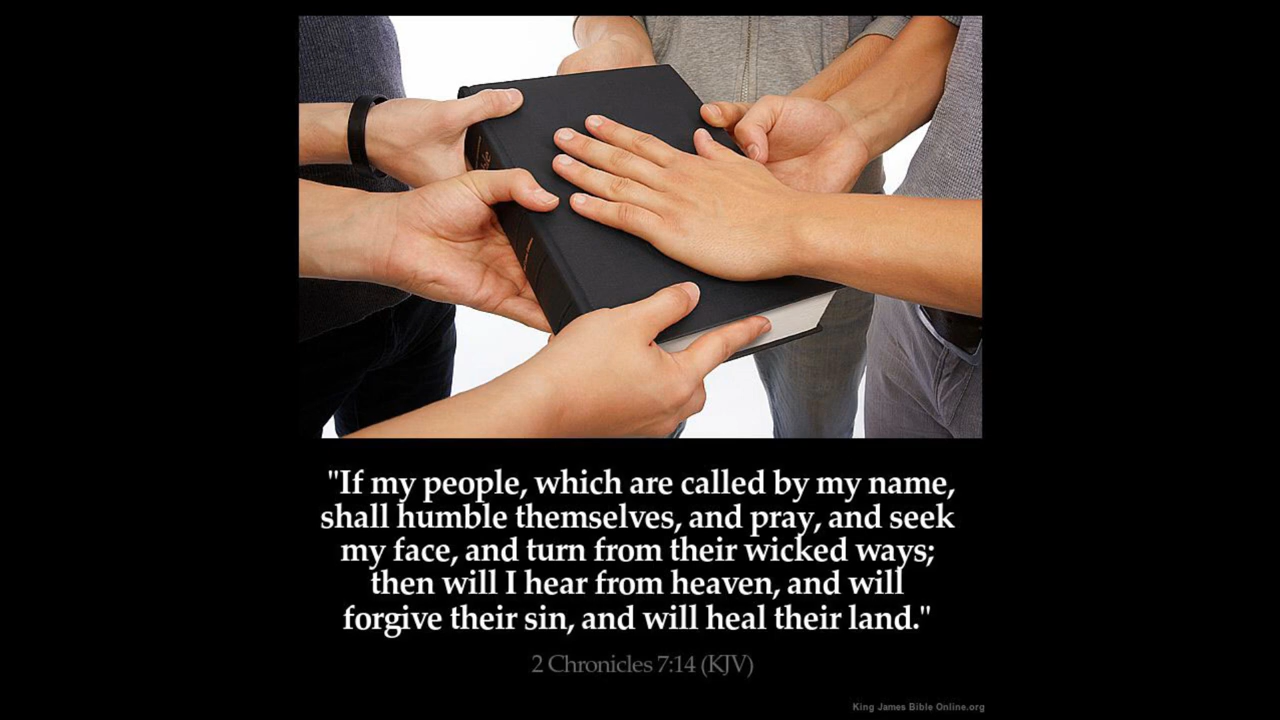 "If my people, which are called by my name,
shall humble themselves, and pray, and seek
my face, and turn from their wicked ways;
then will I hear from heaven, and will
forgive their sin, and will heal their land."
2 Chronicles 7:14 (KJV)
King James Bible Online.org